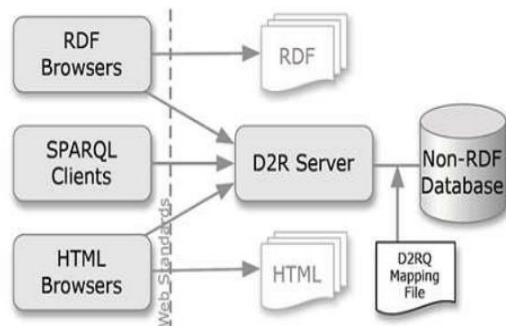 RDF
Browsers
RDF
SPARQL
Clients
D2R Server
Non-RDF
Database
Web Standards
HTML
Browsers
HTML
D2RQ
Mapping
File